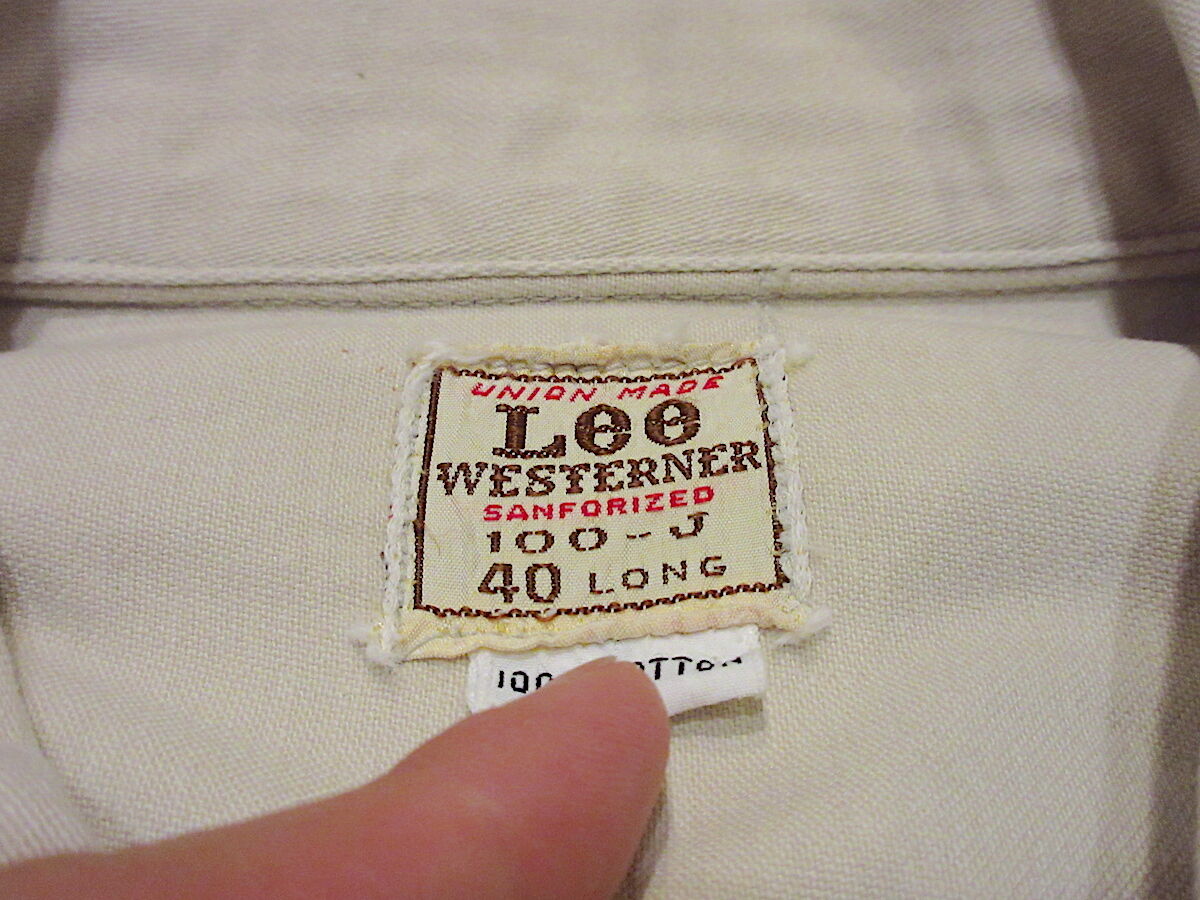 UNION MADE
Lee
WESTERNER
SANFORIZED
100-J
40 LONG